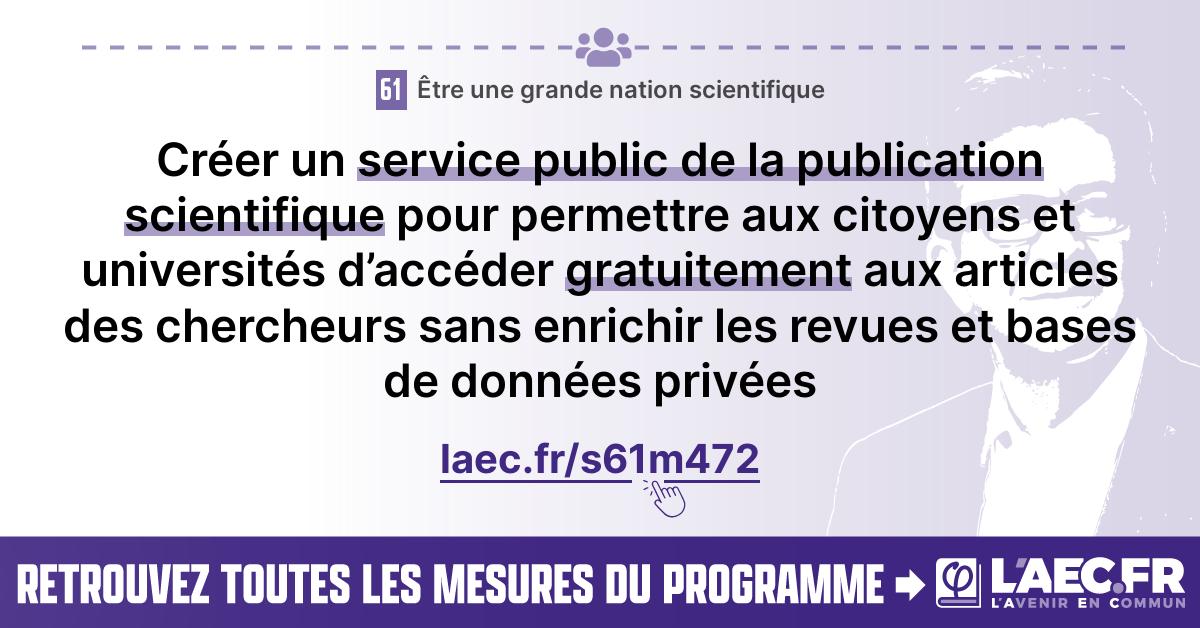 61 Être une grande nation scientifique
Créer un service public de la publication
scientifique pour permettre aux citoyens et
universités d’accéder gratuitement aux articles
des chercheurs sans enrichir les revues et bases
de données privées
laec.fr/s61m472
RETROUVEZ TOUTES LES MESURES DU PROGRAMME
L'AEC.FR
L'AVENIR EN COMMUN